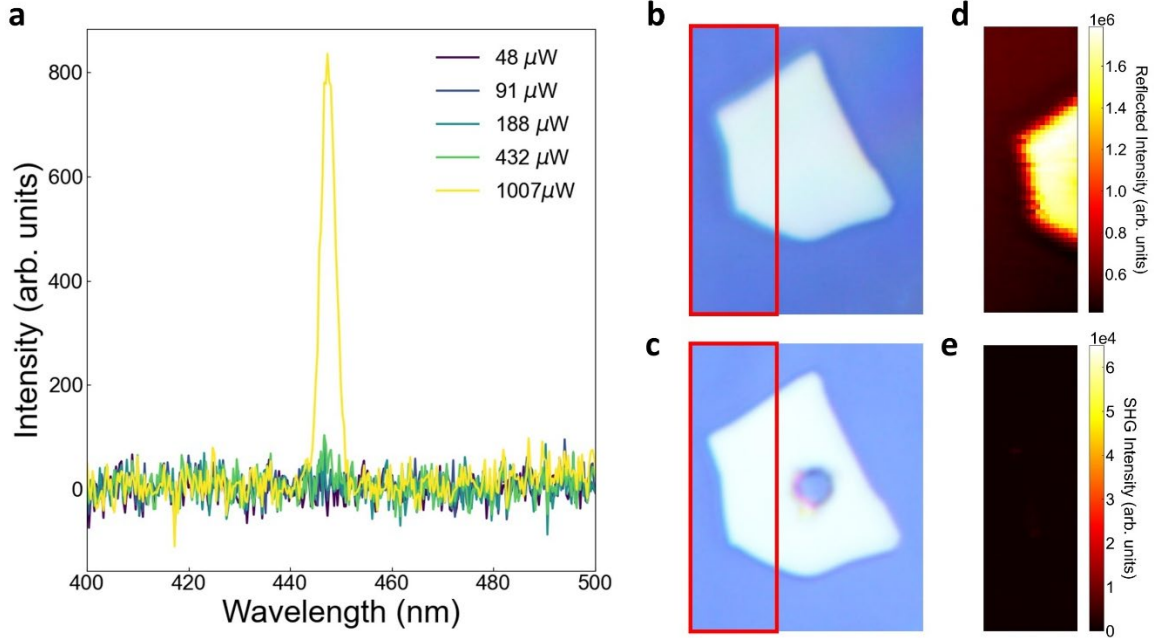 a
800
600
400
200
0
400
420
440
460
480
500
Intensity (arb. units)
Wavelength (nm)
48 μW
91 μW
188 μW
432 μW
1007μW
b
c
d
1e6
1.6
1.4
1.2
1.0
0.8
0.6
Reflected Intensity (arb. units)
e
1e4
6
5
4
3
2
1
0
SHG Intensity (arb. units)